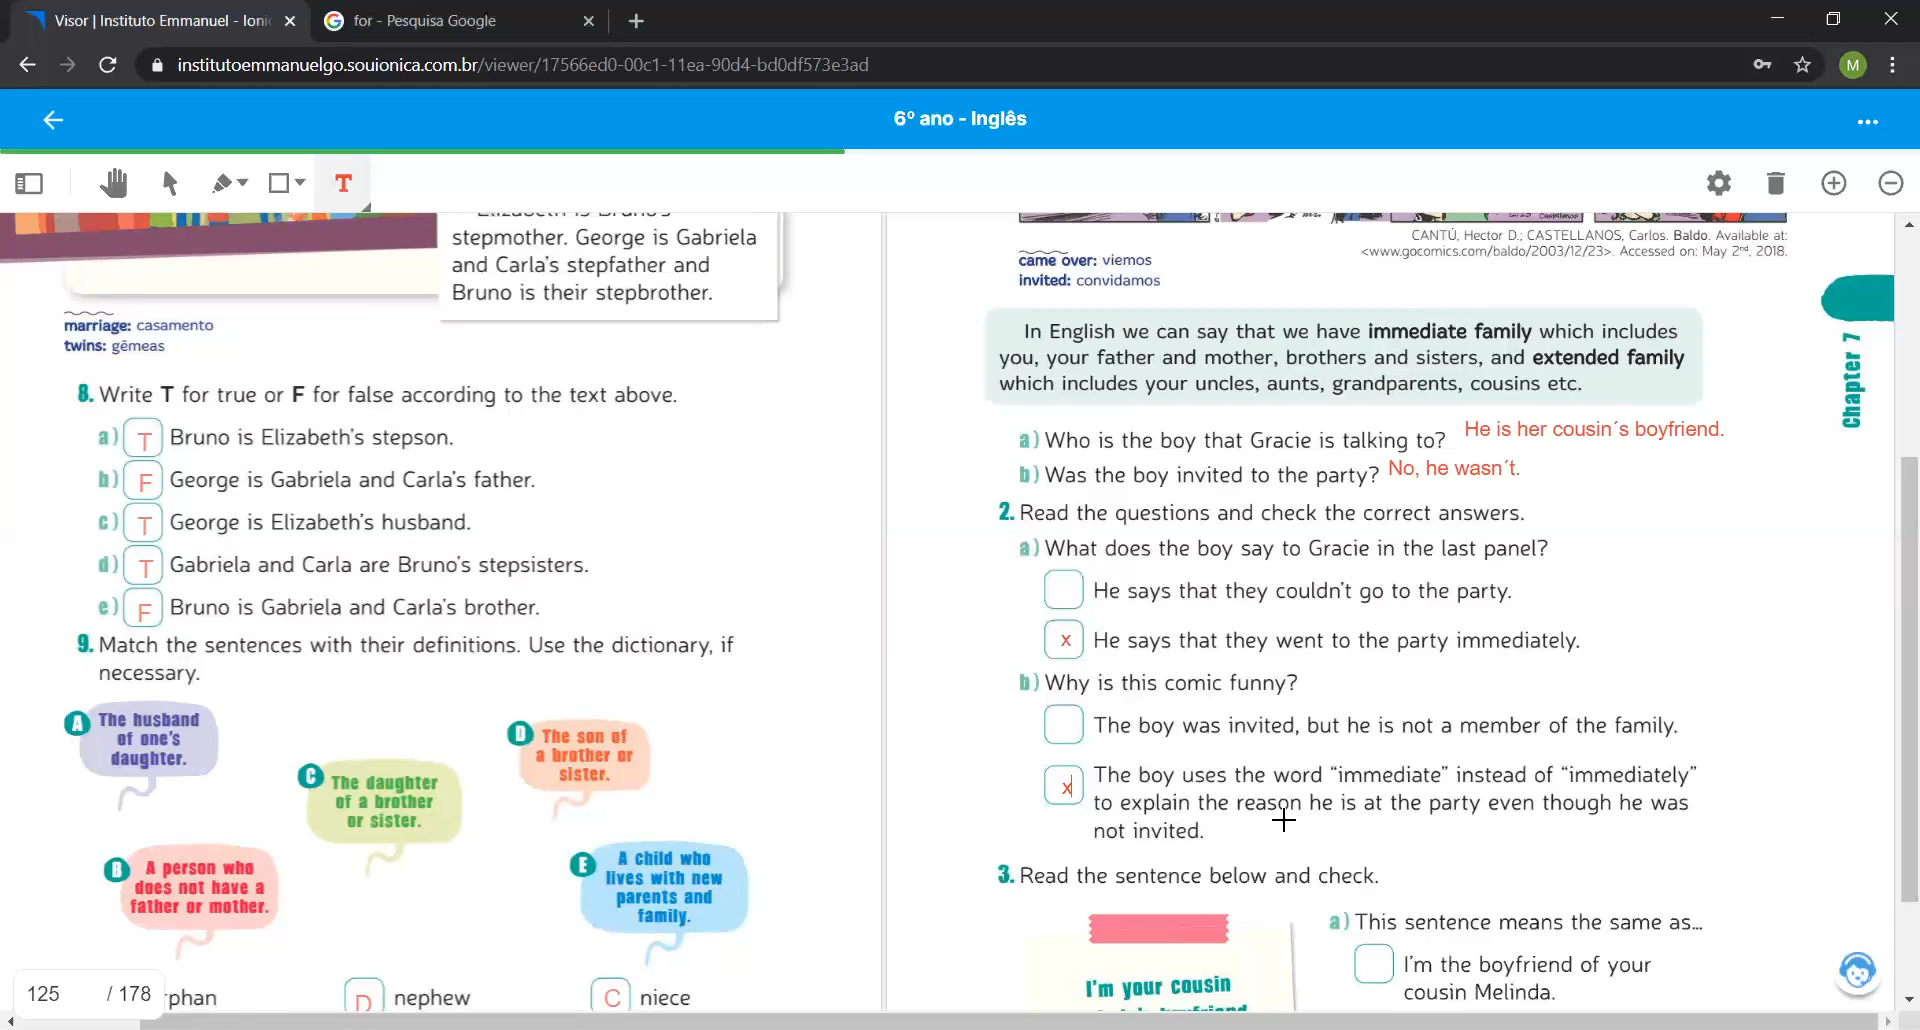 Visor | Instituto Emmanuel - Ioni
for - Pesquisa Google
institutoemmanuelgo.souionica.com.br/viewer/17566ed0-00c1-11ea-90d4-bd0df573e3ad
M
6º ano - Inglês
T
stepmother. George is Gabriela
and Carla's stepfather and
Bruno is their stepbrother.
marriage: casamento
twins: gêmeas
8. Write T for true or F for false according to the text above.
a) T Bruno is Elizabeth's stepson.
b) F George is Gabriela and Carla's father.
c) T George is Elizabeth's husband.
d) T Gabriela and Carla are Bruno's stepsisters.
e) F Bruno is Gabriela and Carla's brother.
9. Match the sentences with their definitions. Use the dictionary, if
necessary.
A The husband
of one's
daughter.
C The daughter
of a brother
or sister.
D The son of
a brother or
sister.
B A person who
does not have a
father or mother.
E A child who
lives with new
parents and
family.
125 / 178
rphan
D nephew
C niece
CANTÚ, Hector D.; CASTELLANOS, Carlos. Baldo. Available at:
<www.gocomics.com/baldo/2003/12/23>. Accessed on: May 2nd, 2018.
came over: viemos
invited: convidamos
In English we can say that we have immediate family which includes
you, your father and mother, brothers and sisters, and extended family
which includes your uncles, aunts, grandparents, cousins etc.
Chapter 7
a) Who is the boy that Gracie is talking to? He is her cousin´s boyfriend.
b) Was the boy invited to the party? No, he wasn´t.
2. Read the questions and check the correct answers.
a) What does the boy say to Gracie in the last panel?
He says that they couldn't go to the party.
x He says that they went to the party immediately.
b) Why is this comic funny?
The boy was invited, but he is not a member of the family.
x The boy uses the word "immediate" instead of "immediately"
to explain the reason he is at the party even though he was
not invited.
3. Read the sentence below and check.
I'm your cousin
a) This sentence means the same as...
I'm the boyfriend of your
cousin Melinda.